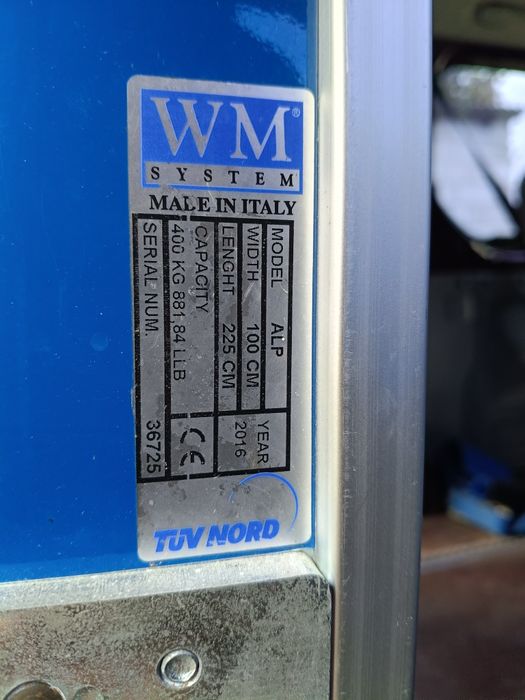 WM®
SYSTEM
MADE IN ITALY
MODEL ALP
WIDTH 100 CM
YEAR 2016
LENGHT 225 CM
CAPACITY
400 KG 881,84 LLB
CE
SERIAL NUM. 36725
TÜV NORD